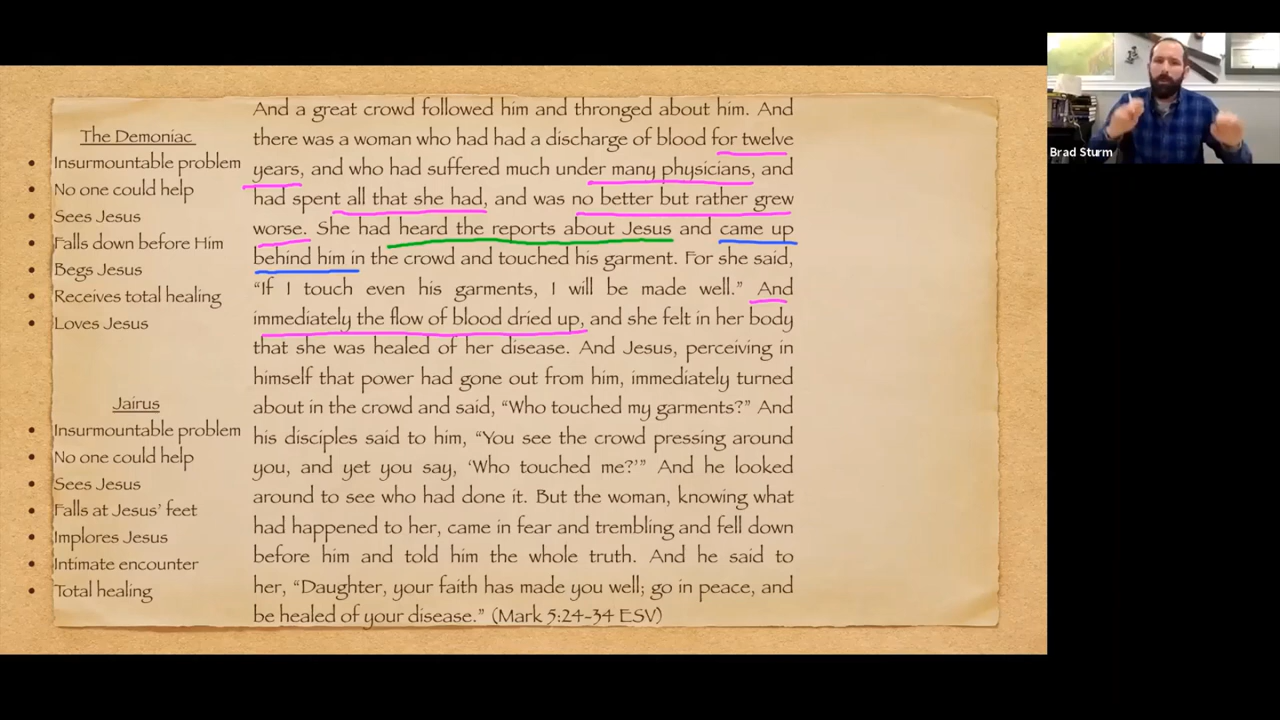 The Demoniac
Insurmountable problem
No one could help
Sees Jesus
Falls down before Him
Begs Jesus
Receives total healing
Loves Jesus
Jairus
Insurmountable problem
No one could help
Sees Jesus
Falls at Jesus’ feet
Implores Jesus
Intimate encounter
Total healing
And a great crowd followed him and thronged about him. And
there was a woman who had had a discharge of blood for twelve
years, and who had suffered much under many physicians, and
had spent all that she had, and was no better but rather grew
worse. She had heard the reports about Jesus and came up
behind him in the crowd and touched his garment. For she said,
“If I touch even his garments, I will be made well.” And
immediately the flow of blood dried up, and she felt in her body
that she was healed of her disease. And Jesus, perceiving in
himself that power had gone out from him, immediately turned
about in the crowd and said, “Who touched my garments?” And
his disciples said to him, “You see the crowd pressing around
you, and yet you say, ‘Who touched me?’” And he looked
around to see who had done it. But the woman, knowing what
had happened to her, came in fear and trembling and fell down
before him and told him the whole truth. And he said to
her, “Daughter, your faith has made you well; go in peace, and
be healed of your disease.” (Mark 5:24-34 ESV)
Brad Sturm